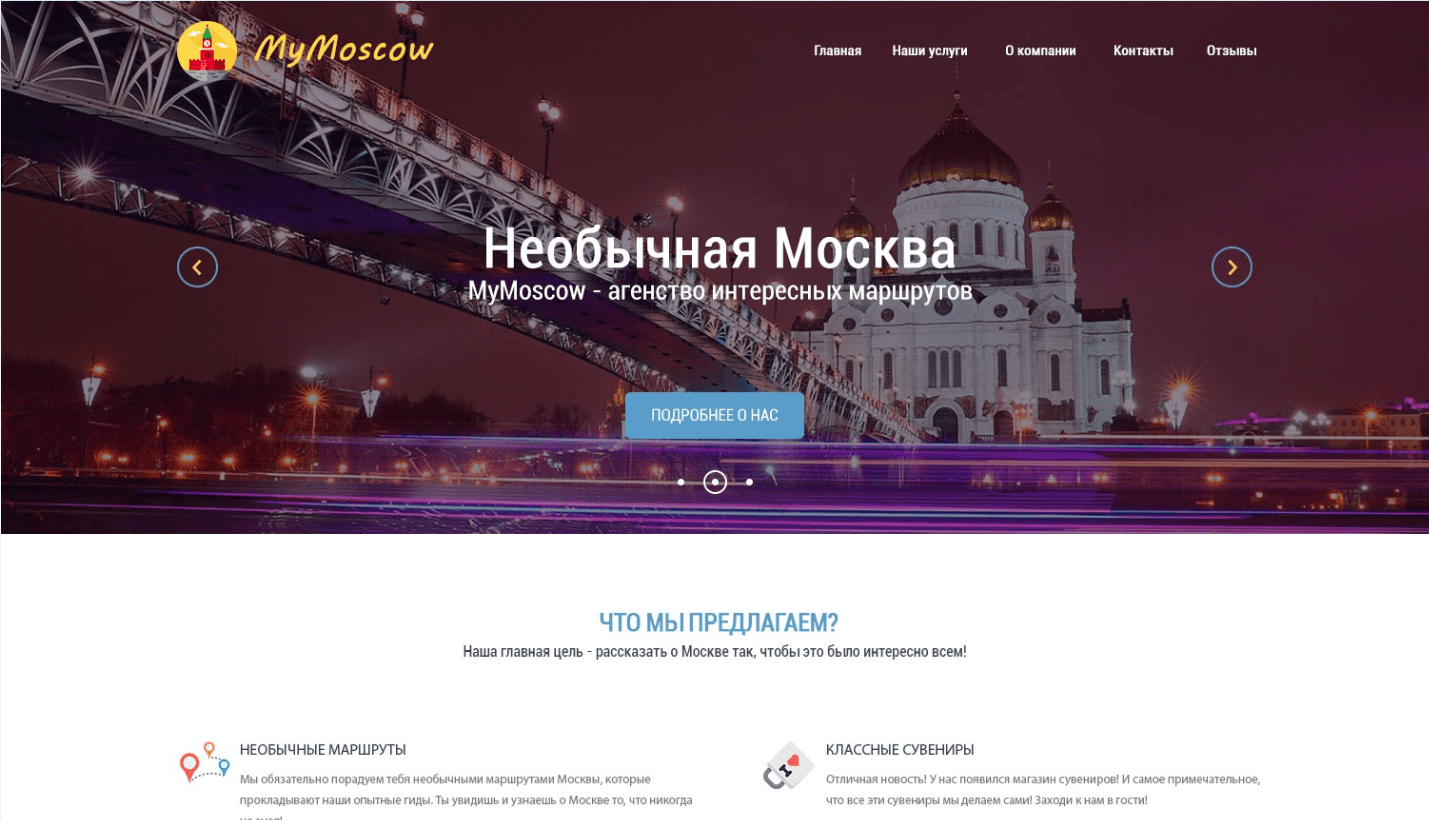 MyMoscow
Главная Наши услуги О компании Контакты Отзывы
Необычная Москва
MyMoscow - агенство интересных маршрутов
ПОДРОБНЕЕ О НАС
ЧТО МЫ ПРЕДЛАГАЕМ?
Наша главная цель - рассказать о Москве так, чтобы это было интересно всем!
НЕОБЫЧНЫЕ МАРШРУТЫ
Мы обязательно порадуем тебя необычными маршрутами Москвы, которые
прокладывают наши опытные гиды. Ты увидишь и узнаешь о Москве то, что никогда
КЛАССНЫЕ СУВЕНИРЫ
Отличная новость! У нас появился магазин сувениров! И самое примечательное,
что все эти сувениры мы делаем сами! Заходи к нам в гости!